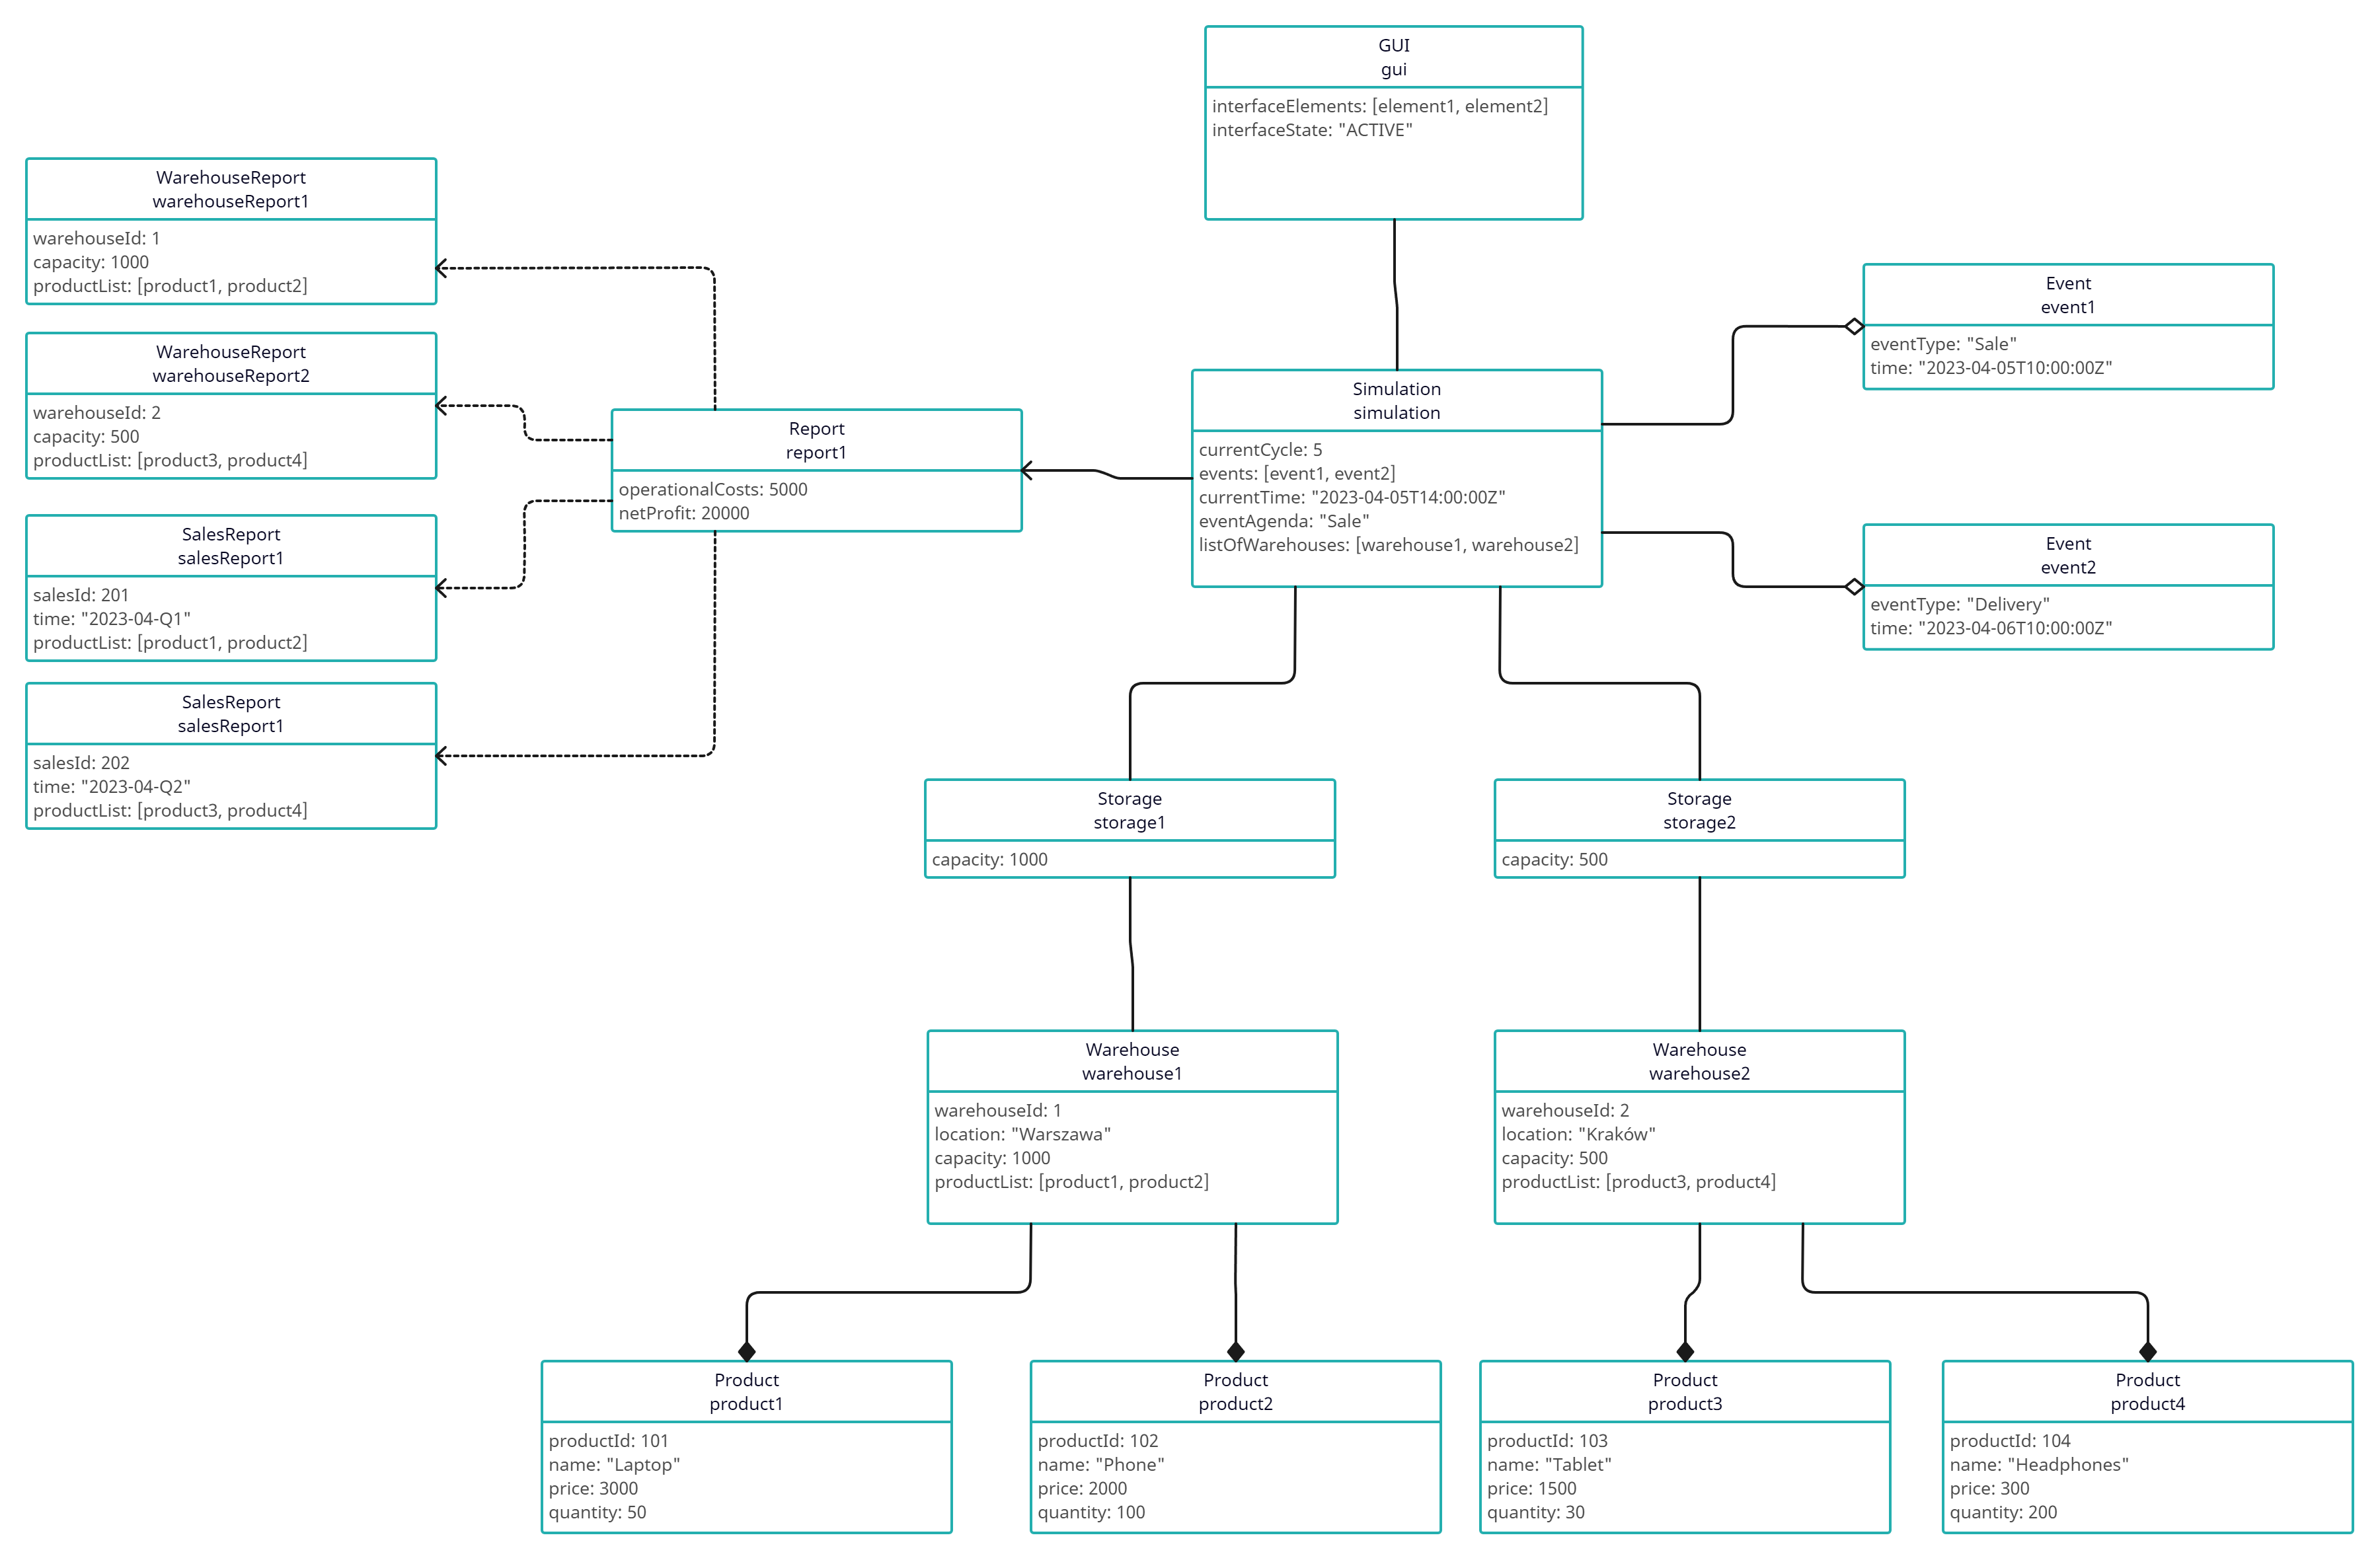 GUI
gui
interfaceElements: [element1, element2]
interfaceState: "ACTIVE"
WarehouseReport
warehouseReport1
warehouseId: 1
capacity: 1000
productList: [product1, product2]
WarehouseReport
warehouseReport2
warehouseId: 2
capacity: 500
productList: [product3, product4]
SalesReport
salesReport1
salesId: 201
time: "2023-04-Q1"
productList: [product1, product2]
SalesReport
salesReport1
salesId: 202
time: "2023-04-Q2"
productList: [product3, product4]
Report
report1
operationalCosts: 5000
netProfit: 20000
Simulation
simulation
currentCycle: 5
events: [event1, event2]
currentTime: "2023-04-05T14:00:00Z"
eventAgenda: "Sale"
listOfWarehouses: [warehouse1, warehouse2]
Event
event1
eventType: "Sale"
time: "2023-04-05T10:00:00Z"
Event
event2
eventType: "Delivery"
time: "2023-04-06T10:00:00Z"
Storage
storage1
capacity: 1000
Storage
storage2
capacity: 500
Warehouse
warehouse1
warehouseId: 1
location: "Warszawa"
capacity: 1000
productList: [product1, product2]
Warehouse
warehouse2
warehouseId: 2
location: "Kraków"
capacity: 500
productList: [product3, product4]
Product
product1
productId: 101
name: "Laptop"
price: 3000
quantity: 50
Product
product2
productId: 102
name: "Phone"
price: 2000
quantity: 100
Product
product3
productId: 103
name: "Tablet"
price: 1500
quantity: 30
Product
product4
productId: 104
name: "Headphones"
price: 300
quantity: 200